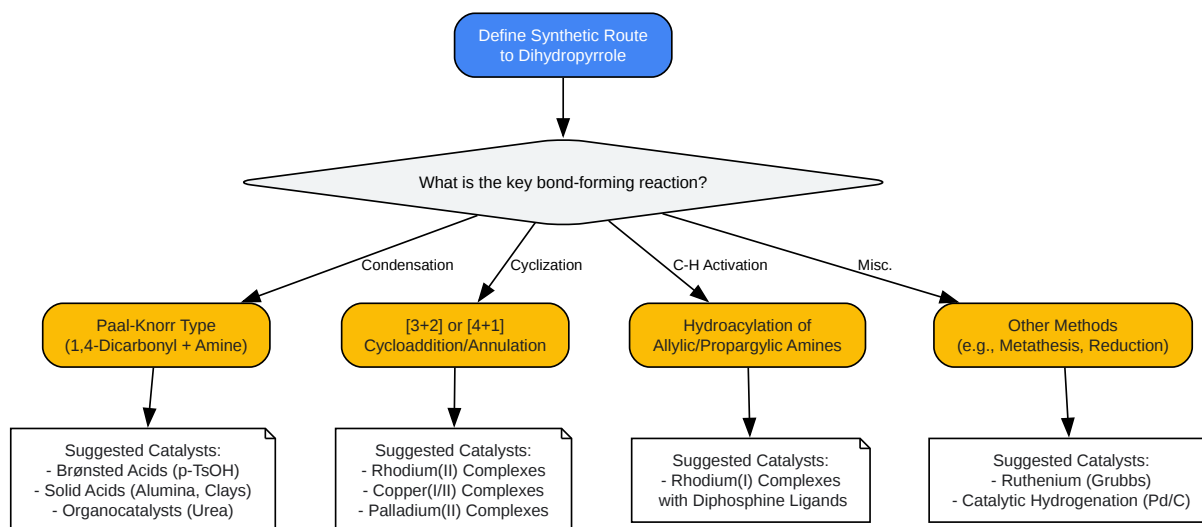 Define Synthetic Route
to Dihydropyrrole
What is the key bond-forming reaction?
Condensation
Cyclization
C-H Activation
Misc.
Paal-Knorr Type
(1,4-Dicarbonyl + Amine)
[3+2] or [4+1]
Cycloaddition/Annulation
Hydroacylation of
Allylic/Propargylic Amines
Other Methods
(e.g., Metathesis, Reduction)
Suggested Catalysts:
- Brønsted Acids (p-TsOH)
- Solid Acids (Alumina, Clays)
- Organocatalysts (Urea)
Suggested Catalysts:
- Rhodium(II) Complexes
- Copper(I/II) Complexes
- Palladium(II) Complexes
Suggested Catalysts:
- Rhodium(I) Complexes
with Diphosphine Ligands
Suggested Catalysts:
- Ruthenium (Grubbs)
- Catalytic Hydrogenation (Pd/C)